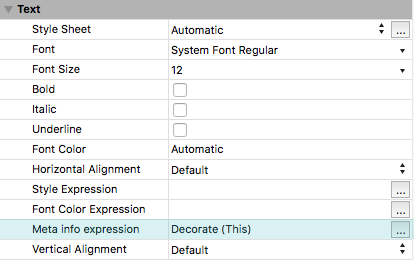 Text
Style Sheet Automatic ...
Font System Font Regular
Font Size 12
Bold
Italic
Underline
Font Color Automatic
Horizontal Alignment Default
Style Expression ...
Font Color Expression ...
Meta info expression Decorate (This) ...
Vertical Alignment Default